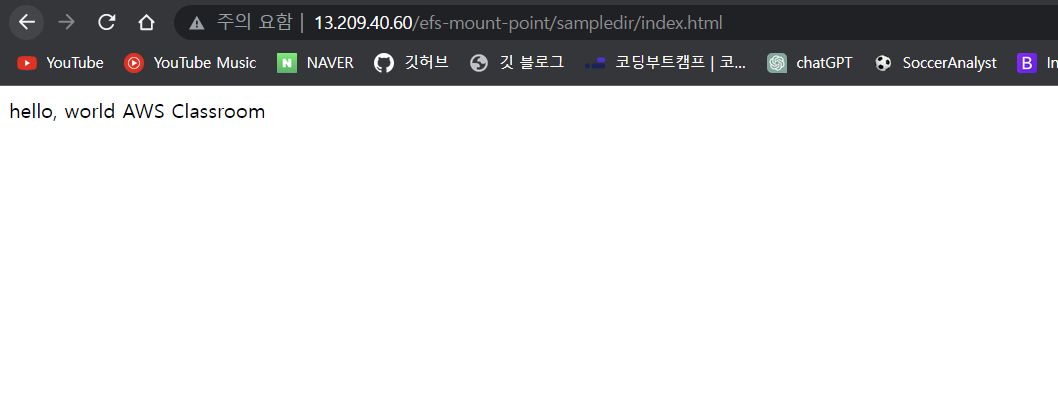 주의 요함 | 13.209.40.60/efs-mount-point/sampledir/index.html
YouTube YouTube Music N NAVER 깃허브 깃 블로그 코딩부트캠프 | 코... chatGPT SoccerAnalyst B In
hello, world AWS Classroom